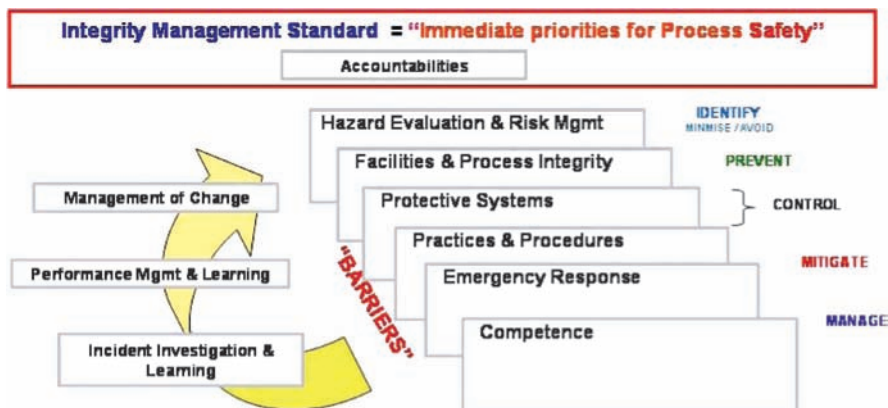 Integrity Management Standard = "Immediate priorities for Process Safety"
Accountabilities
Hazard Evaluation & Risk Mgmt
IDENTIFY
MINMISE / AVOID
Facilities & Process Integrity
PREVENT
Management of Change
Protective Systems
CONTROL
Practices & Procedures
Performance Mgmt & Learning
"BARRIERS"
Emergency Response
MITIGATE
Competence
MANAGE
Incident Investigation &
Learning